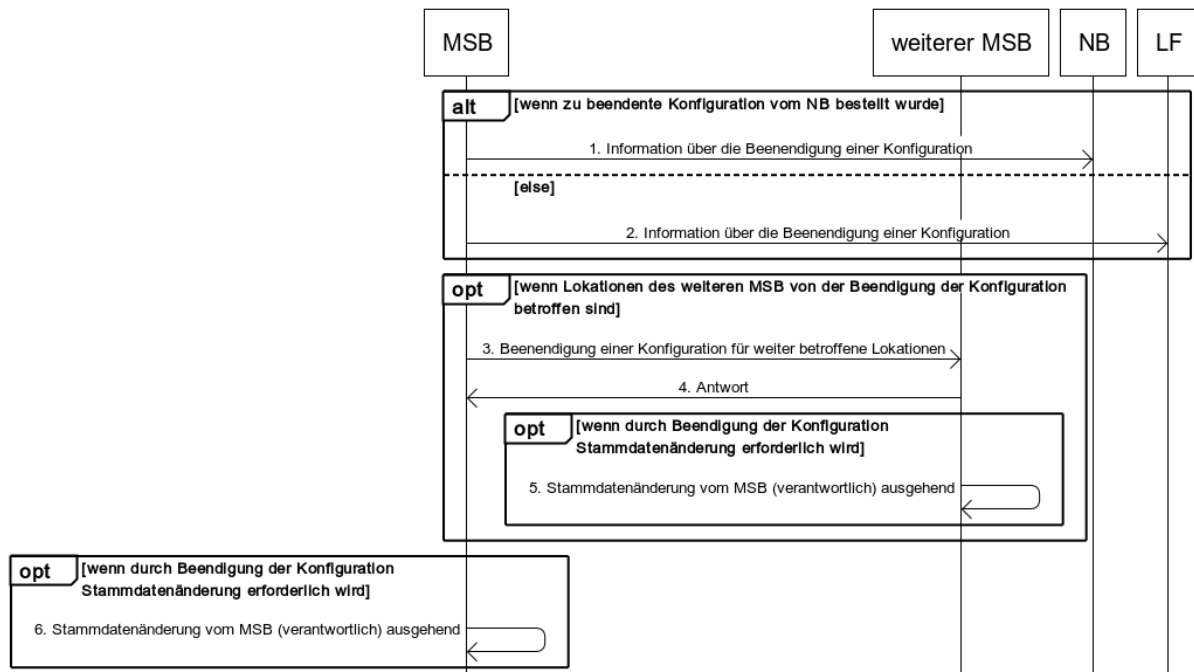 MSB
weiterer MSB
NB
LF
alt
[wenn zu beendente Konfiguration vom NB bestellt wurde]
1. Information über die Beenendigung einer Konfiguration
[else]
2. Information über die Beenendigung einer Konfiguration
opt
[wenn Lokationen des weiteren MSB von der Beendigung der Konfiguration
betroffen sind]
3. Beenendigung einer Konfiguration für weiter betroffene Lokationen
4. Antwort
opt
[wenn durch Beendigung der Konfiguration
Stammdatenänderung erforderlich wird]
5. Stammdatenänderung vom MSB (verantwortlich) ausgehend
opt
[wenn durch Beendigung der Konfiguration
Stammdatenänderung erforderlich wird]
6. Stammdatenänderung vom MSB (verantwortlich) ausgehend